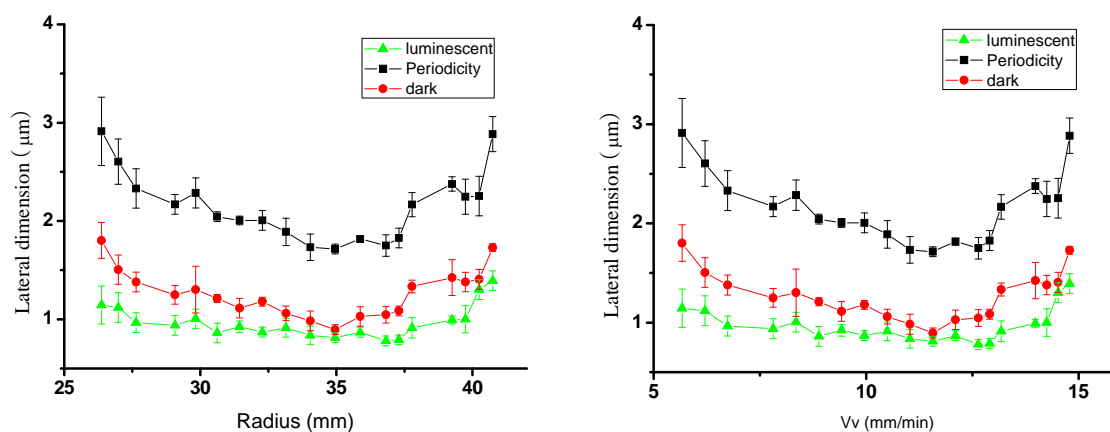 4
3
2
1
Lateral dimension ( μm)
luminescent
Periodicity
dark
25
30
35
40
Radius (mm)
4
3
2
1
Lateral dimension ( μm)
luminescent
Periodicity
dark
5
10
15
Vv (mm/min)